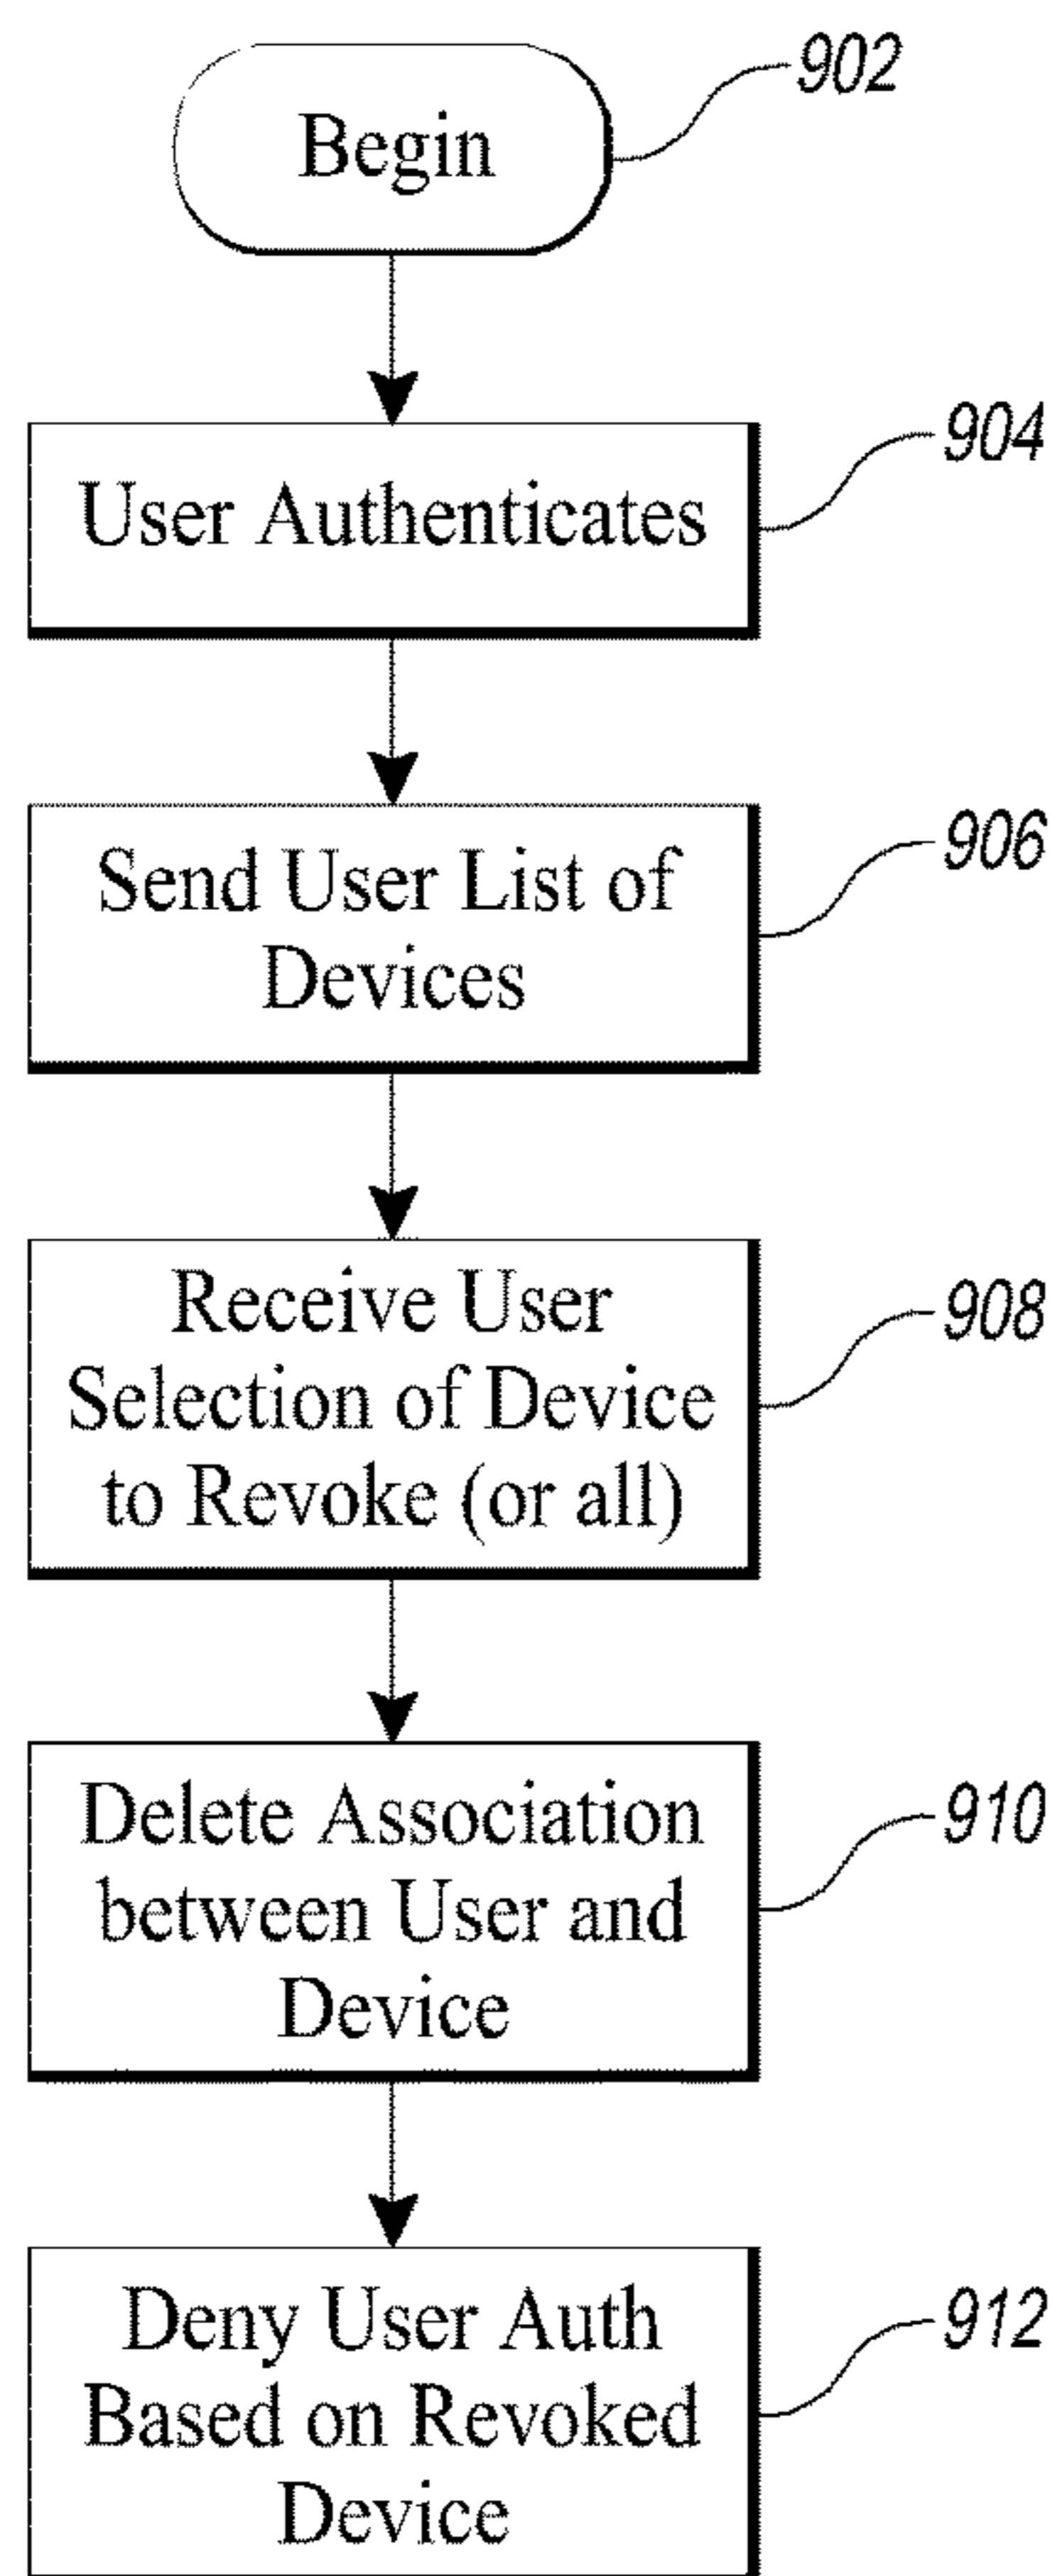 902
Begin
904
User Authenticates
906
Send User List of
Devices
908
Receive User
Selection of Device
to Revoke (or all)
910
Delete Association
between User and
Device
912
Deny User Auth
Based on Revoked
Device